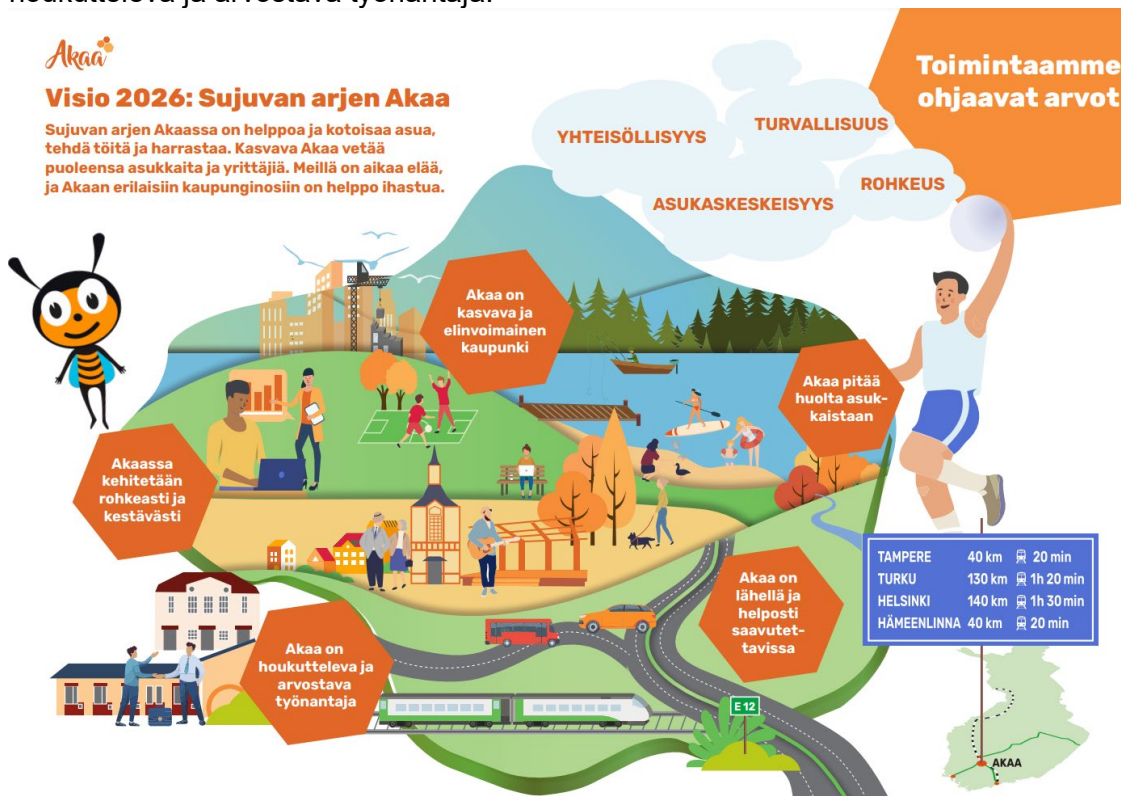 houkutteleva ja arvostava työnantaja.
Akaa
Visio 2026: Sujuvan arjen Akaa
Sujuvan arjen Akaassa on helppoa ja kotoisaa asua,
tehdä töitä ja harrastaa. Kasvava Akaa vetää
puoleensa asukkaita ja yrittäjiä. Meillä on aikaa elää,
ja Akaan erilaisiin kaupunginosiin on helppo ihastua.
Toimintaamme
ohjaavat arvot
YHTEISÖLLISYYS
TURVALLISUUS
ASUKASKESKEISYYS
ROHKEUS
Akaa on
kasvava ja
elinvoimainen
kaupunki
Akaa pitää
huolta asuk-
kaistaan
Akaassa
kehitetään
rohkeasti ja
kestävästi
Akaa on
lähellä ja
helposti
saavutet-
tavissa
Akaa on
houkutteleva ja
arvostava
työnantaja
TAMPERE 40 km 20 min
TURKU 130 km 1h 20 min
HELSINKI 140 km 1h 30 min
HÄMEENLINNA 40 km 20 min
E 12
AKAA